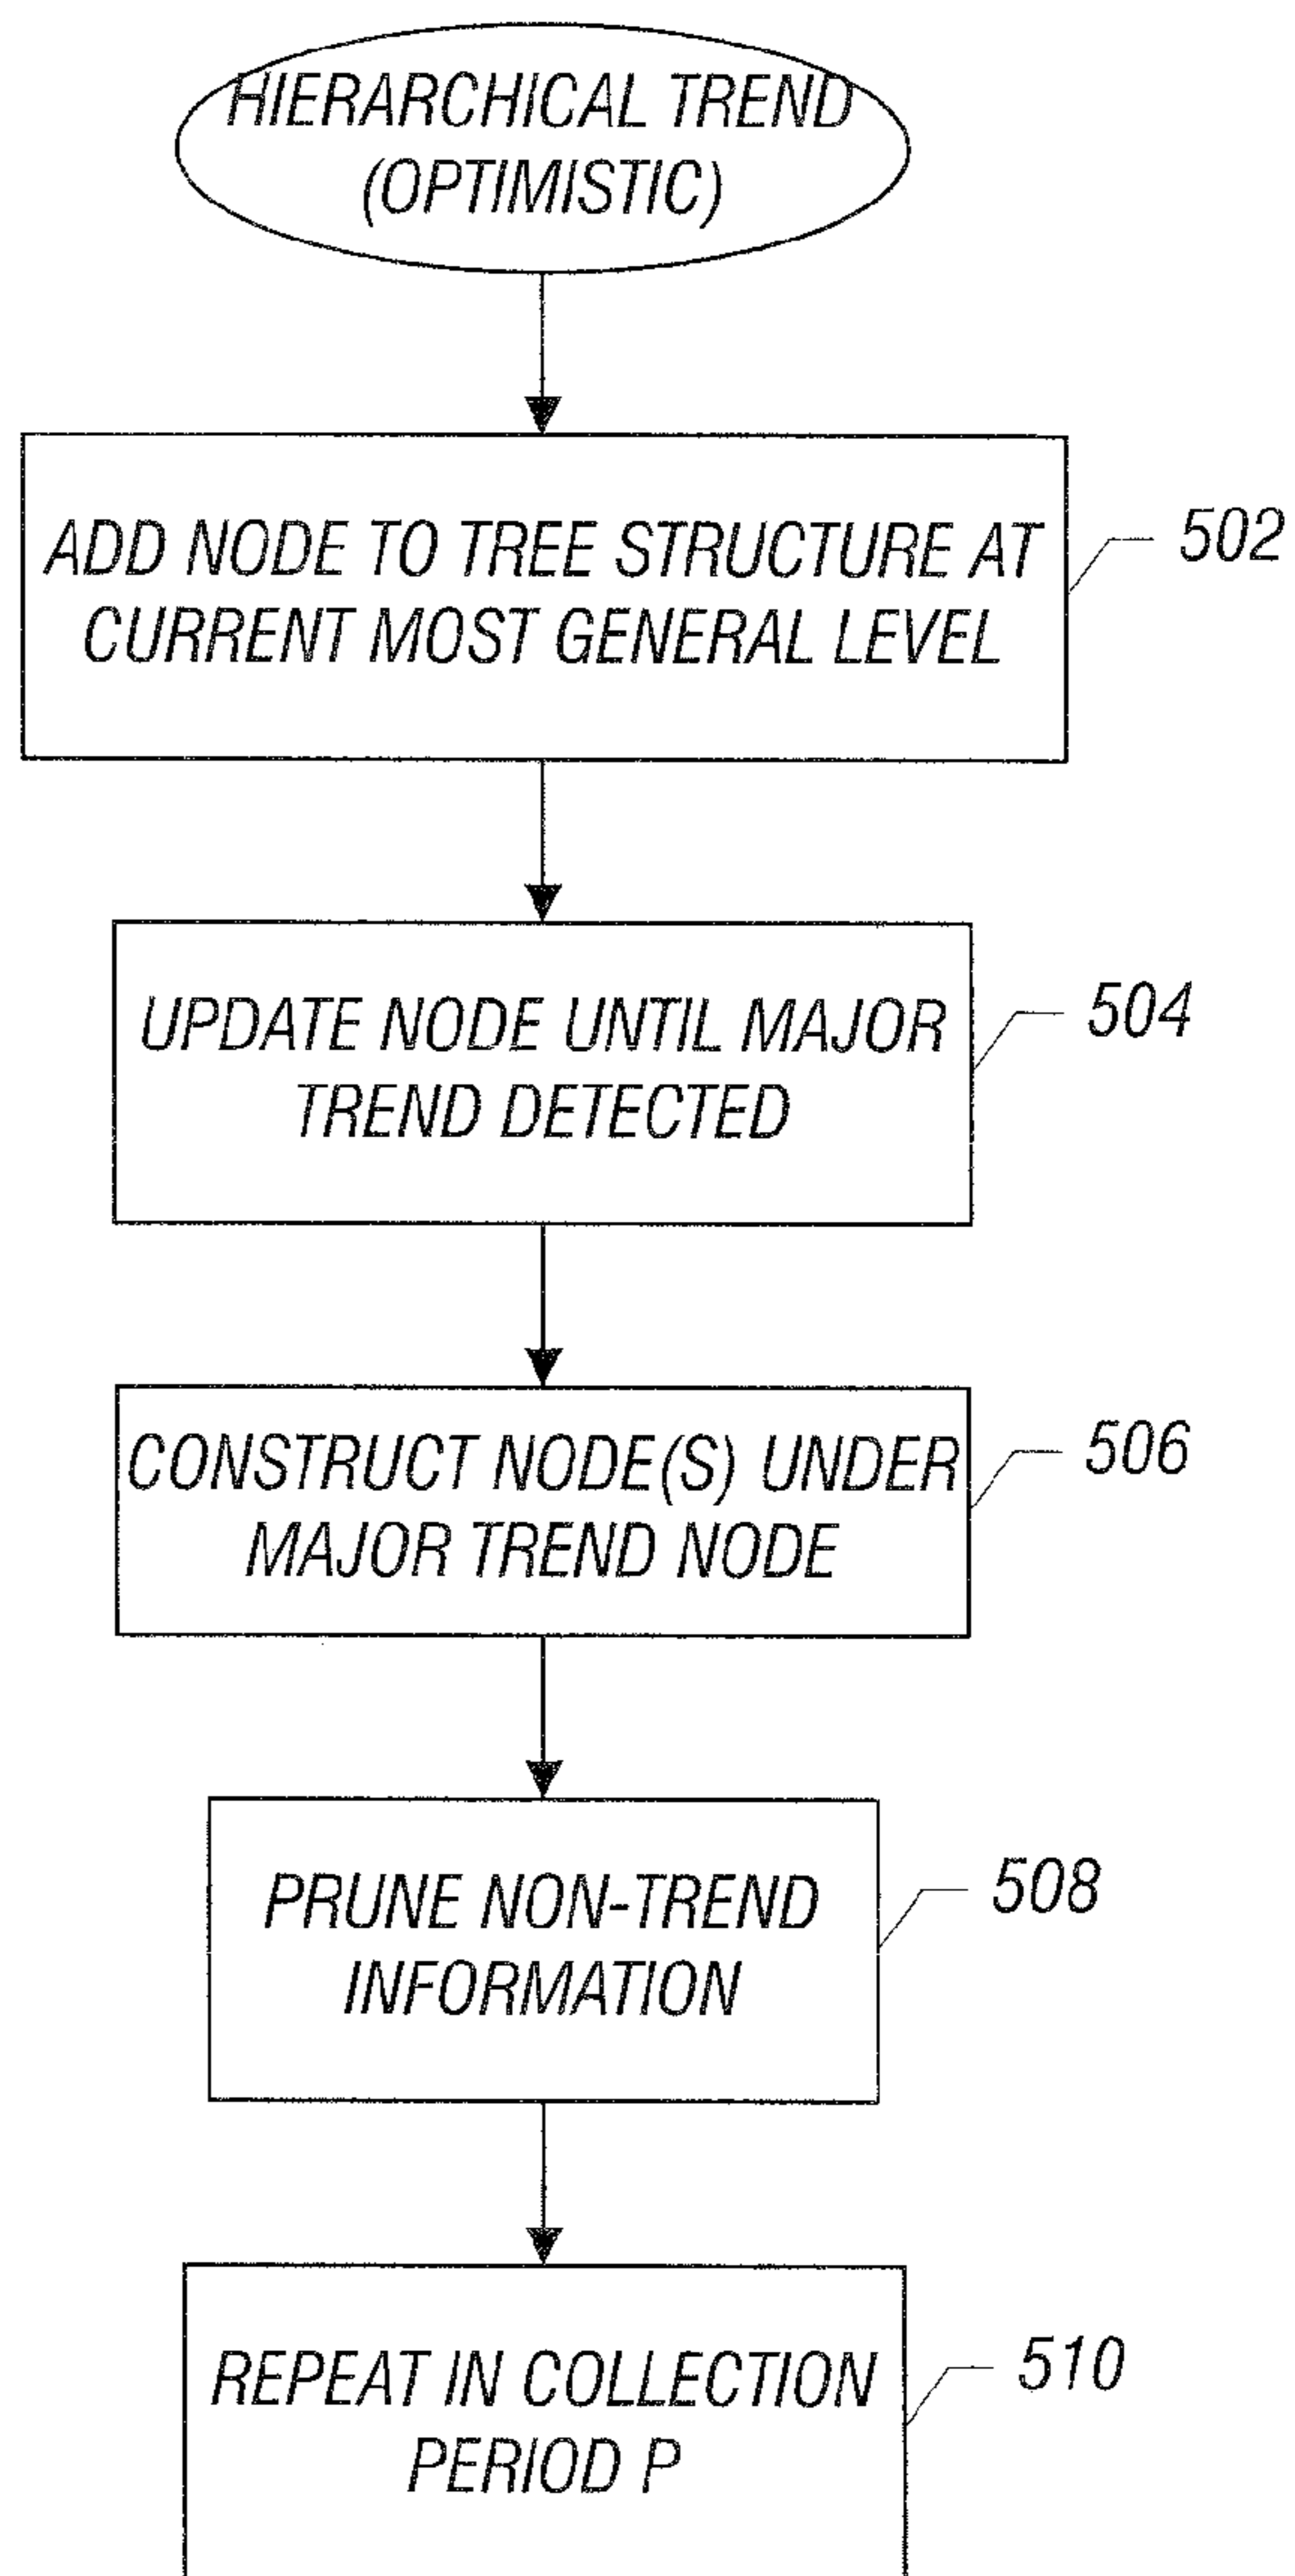 HIERARCHICAL TREND
(OPTIMISTIC)
ADD NODE TO TREE STRUCTURE AT
CURRENT MOST GENERAL LEVEL
502
UPDATE NODE UNTIL MAJOR
TREND DETECTED
504
CONSTRUCT NODE(S) UNDER
MAJOR TREND NODE
506
PRUNE NON-TREND
INFORMATION
508
REPEAT IN COLLECTION
PERIOD P
510